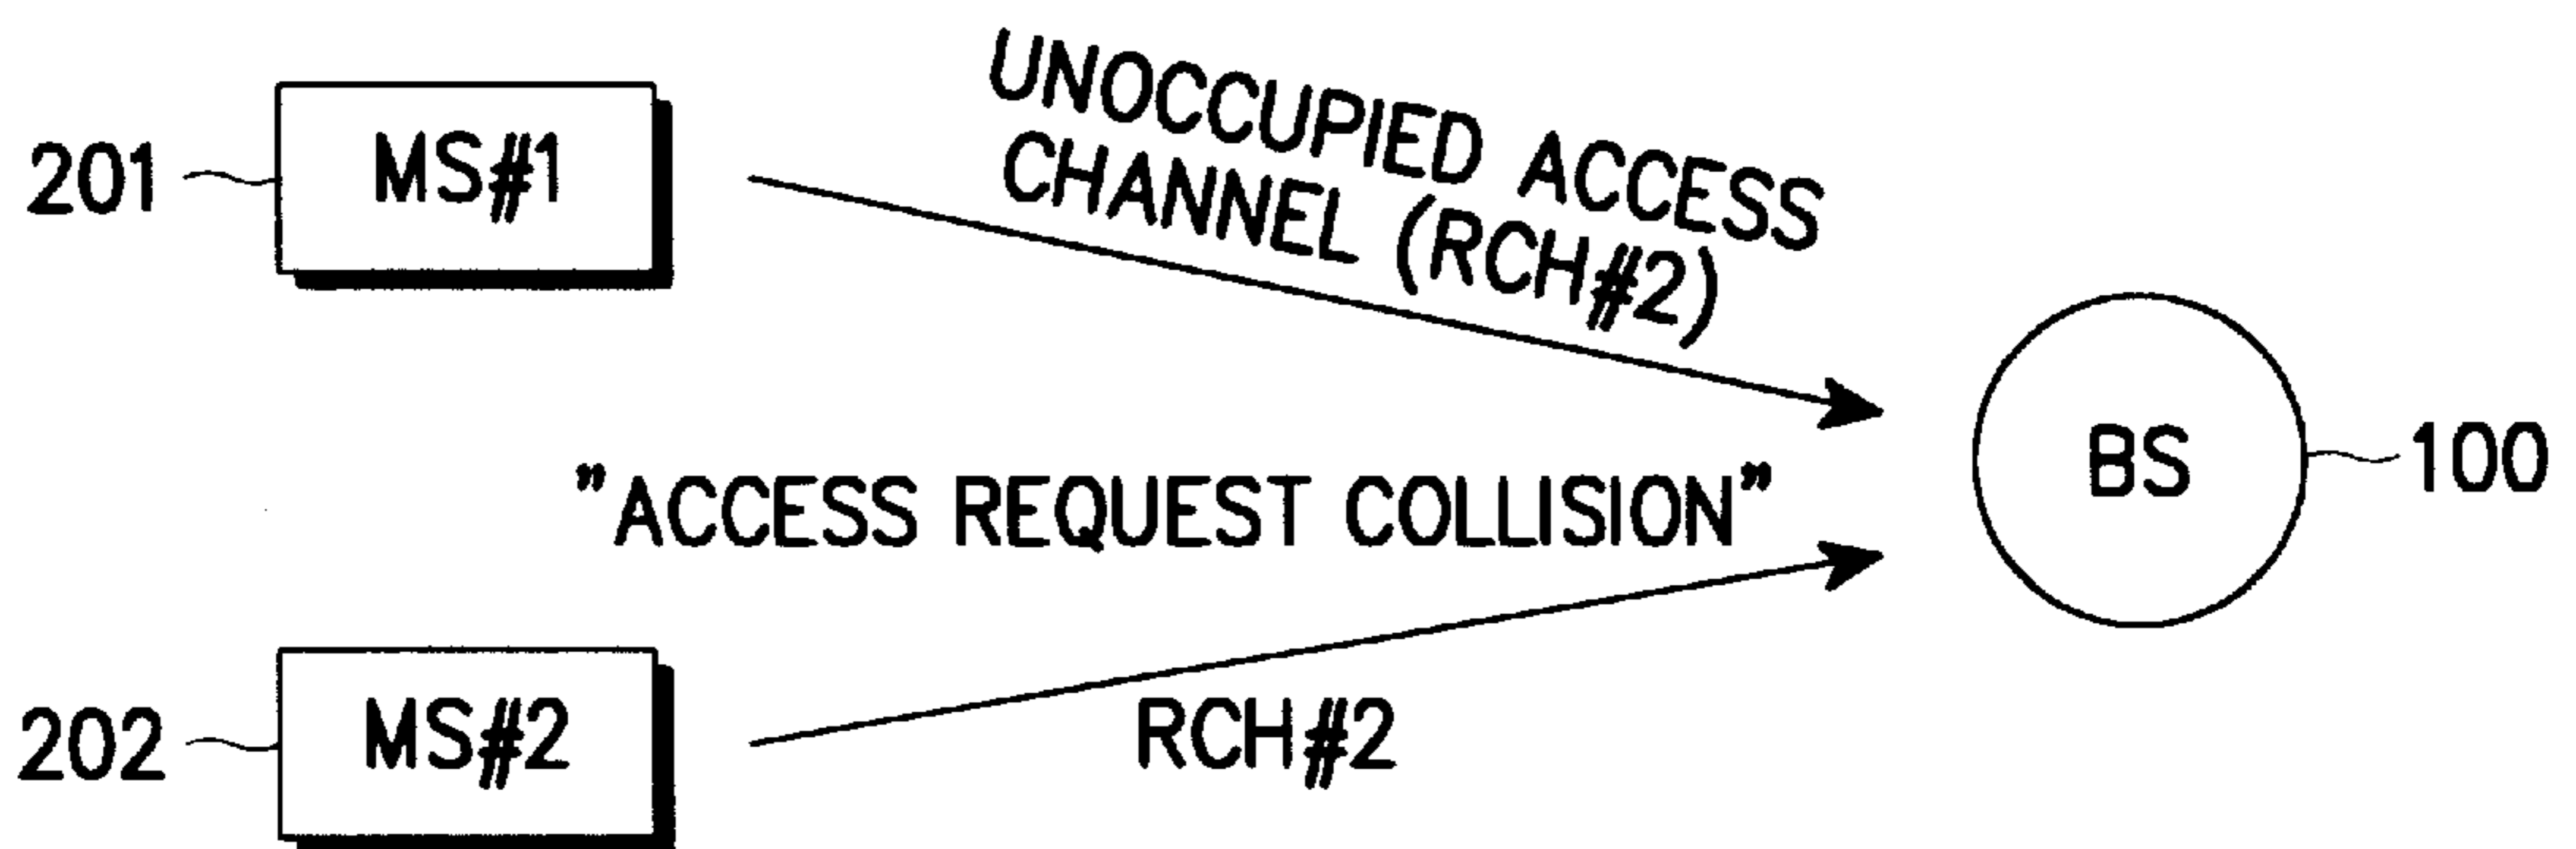 UNOCCUPIED ACCESS
CHANNEL (RCH#2)
201
MS#1
BS
100
"ACCESS REQUEST COLLISION"
202
MS#2
RCH#2